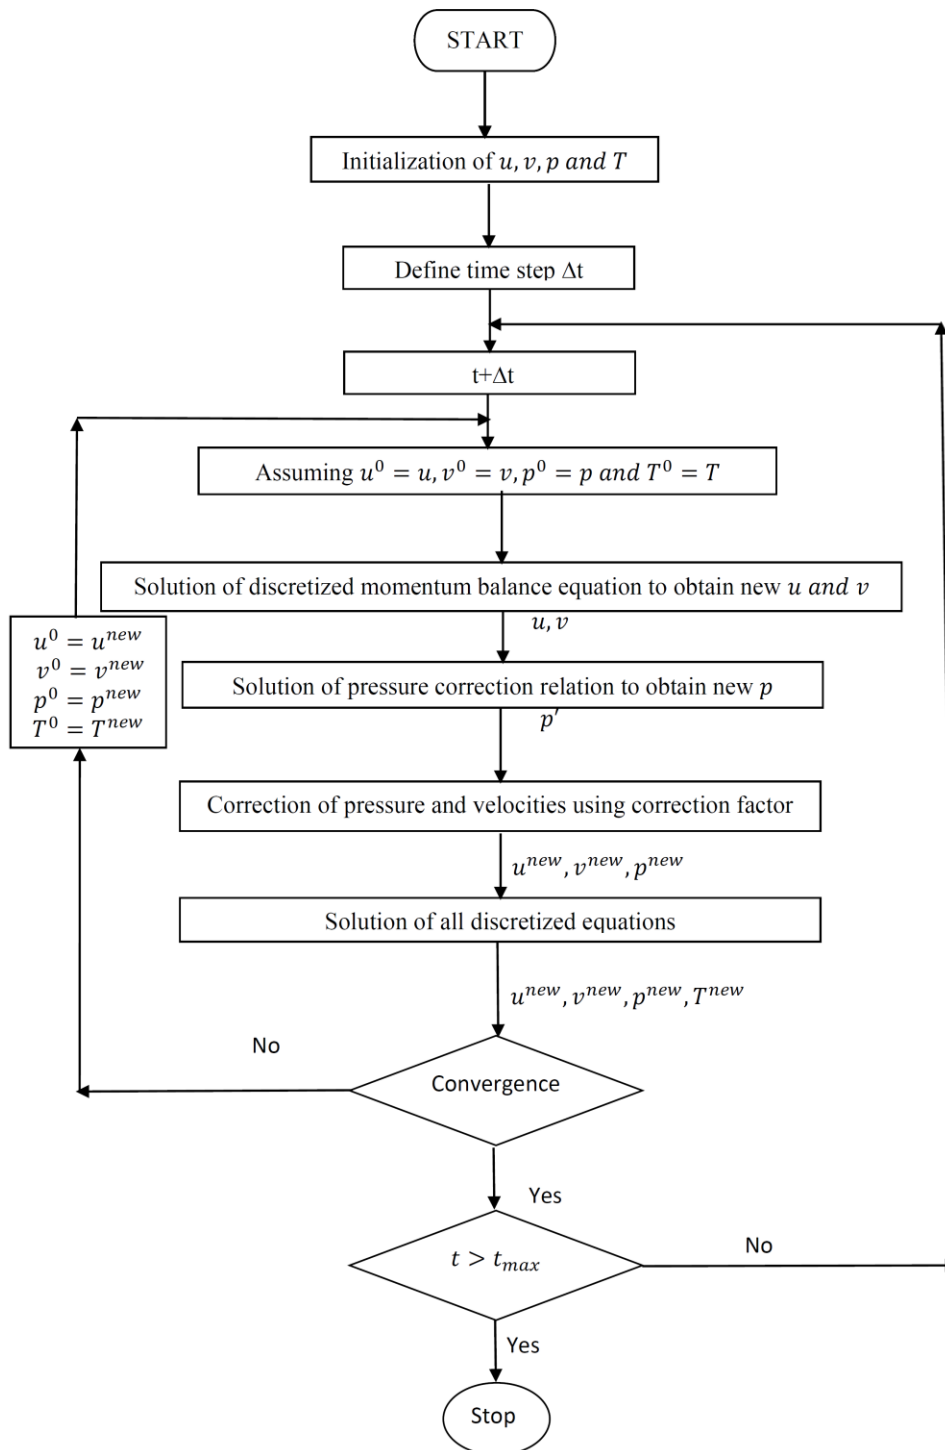 START
Initialization of u, v, p and T
Define time step Δt
t+Δt
Assuming u⁰ = u, v⁰ = v, p⁰ = p and T⁰ = T
Solution of discretized momentum balance equation to obtain new u and v
u, v
u⁰ = uⁿᵉʷ
v⁰ = vⁿᵉʷ
p⁰ = pⁿᵉʷ
T⁰ = Tⁿᵉʷ
Solution of pressure correction relation to obtain new p
p′
Correction of pressure and velocities using correction factor
uⁿᵉʷ, vⁿᵉʷ, pⁿᵉʷ
Solution of all discretized equations
uⁿᵉʷ, vⁿᵉʷ, pⁿᵉʷ, Tⁿᵉʷ
No
Convergence
Yes
t > tₘₐₓ
No
Yes
Stop